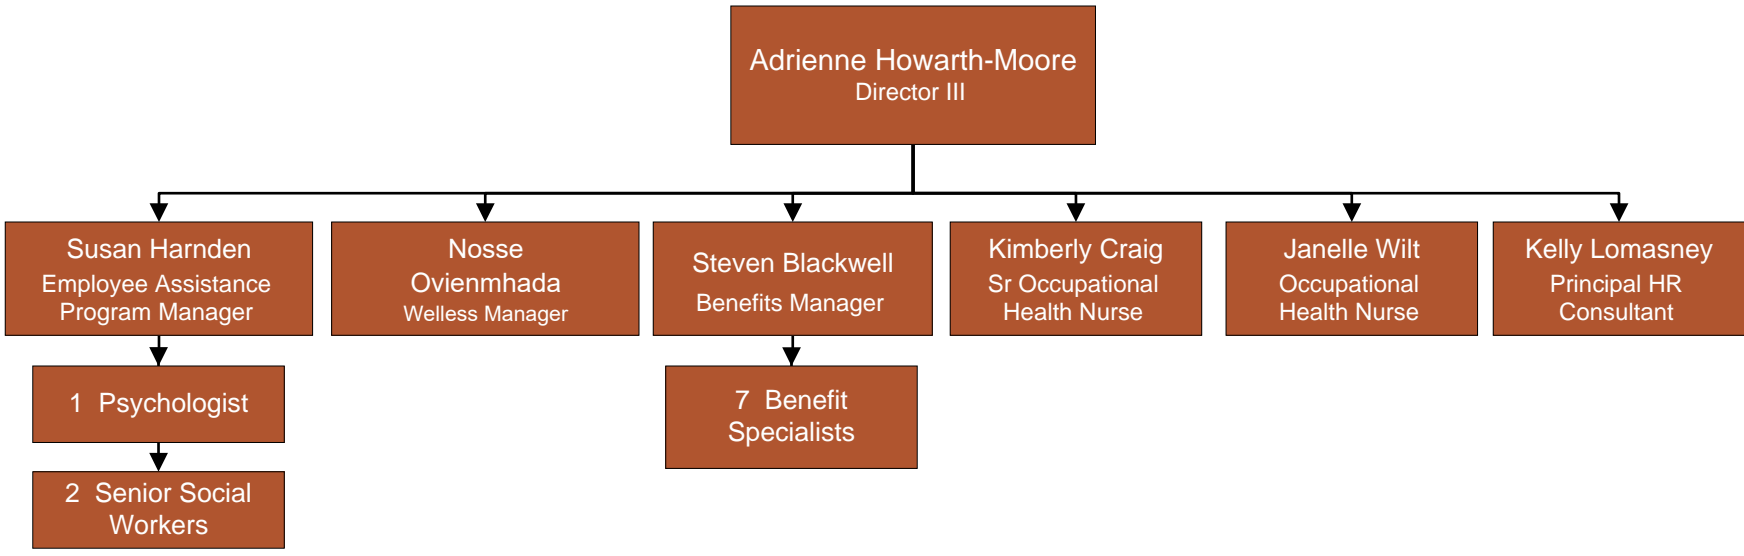 Adrienne Howarth-Moore
Director III
Susan Harnden
Employee Assistance
Program Manager
Nosse
Ovienmhada
Welless Manager
Steven Blackwell
Benefits Manager
Kimberly Craig
Sr Occupational
Health Nurse
Janelle Wilt
Occupational
Health Nurse
Kelly Lomasney
Principal HR
Consultant
1 Psychologist
7 Benefit
Specialists
2 Senior Social
Workers